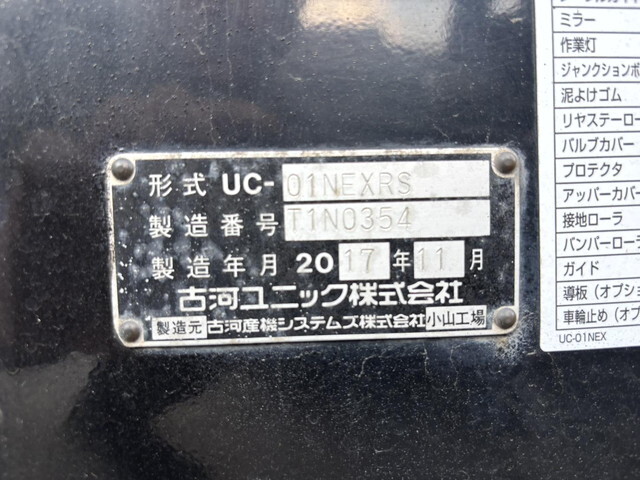 形式 UC-01NEXRS
製造番号 T1N0354
製造年月 2017年11月
古河ユニック株式会社
製造元 古河産機システムズ株式会社 小山工場
ミラー
作業灯
ジャンクションボ
泥よけゴム
リヤステーロー
バルブカバー
プロテクタ
アッパーカバー
接地ローラ
バンパーローラ
ガイド
導板（オプショ
車輪止め（オプ
UC-01NEX